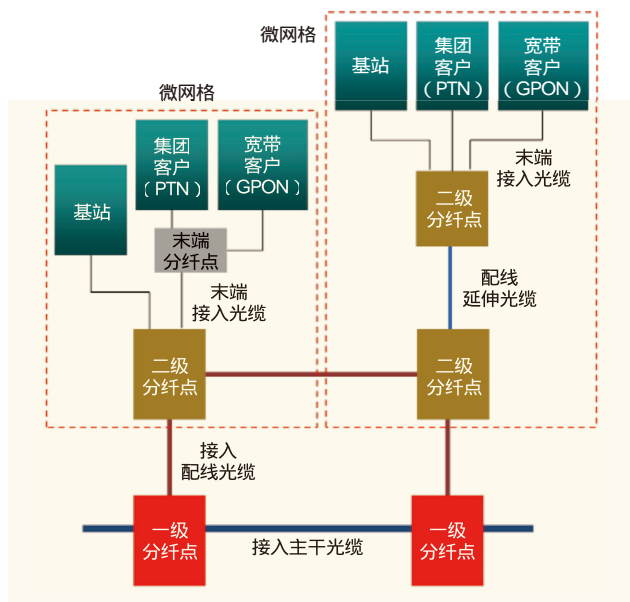 微网格
基站
集团
客户
（PTN）
宽带
客户
（GPON）
末端
接入光缆
二级
分纤点
配线
延伸光缆
二级
分纤点
微网格
基站
集团
客户
（PTN）
宽带
客户
（GPON）
末端
分纤点
末端
接入光缆
二级
分纤点
接入
配线光缆
一级
分纤点
接入主干光缆
一级
分纤点